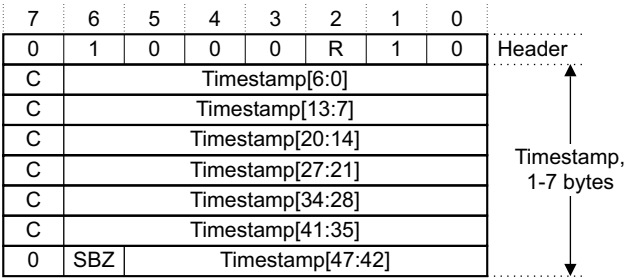 7 6 5 4 3 2 1 0
0 1 0 0 0 R 1 0 Header
C Timestamp[6:0]
C Timestamp[13:7]
C Timestamp[20:14]
C Timestamp[27:21]
C Timestamp[34:28]
C Timestamp[41:35]
0 SBZ Timestamp[47:42]
Timestamp,
1-7 bytes